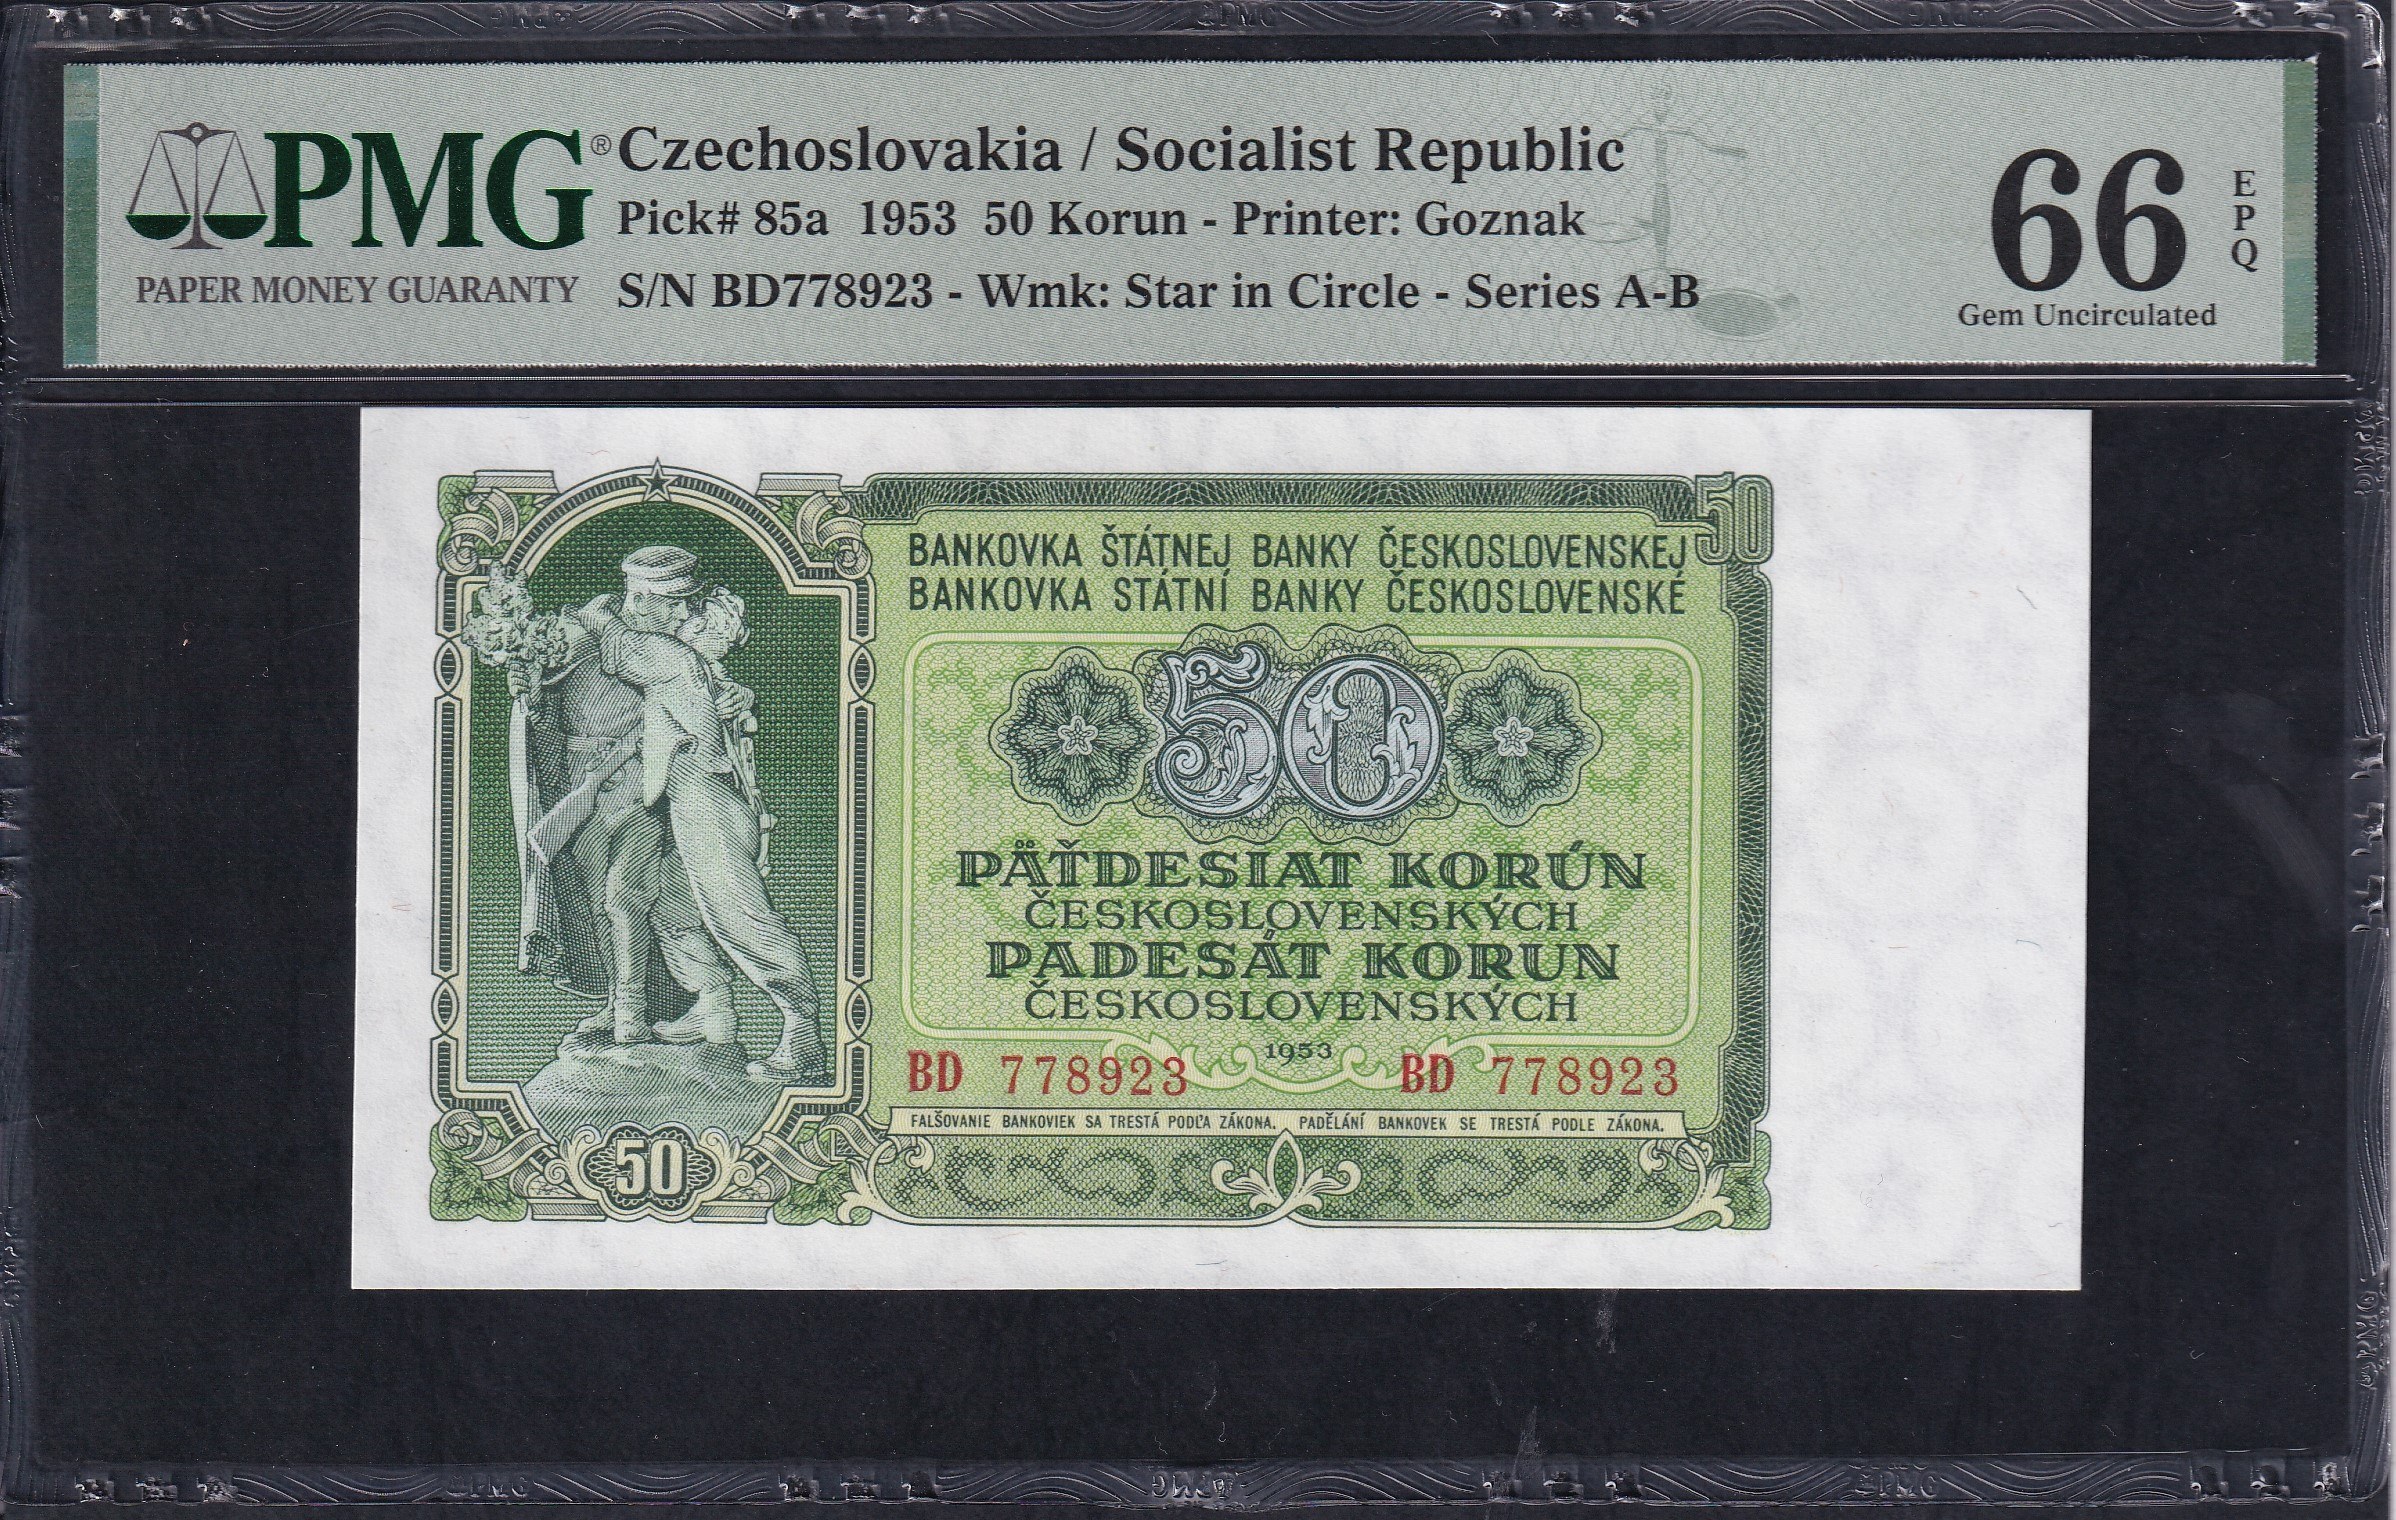 PMG®
PAPER MONEY GUARANTY
Czechoslovakia / Socialist Republic
Pick# 85a 1953 50 Korun - Printer: Goznak
S/N BD778923 - Wmk: Star in Circle - Series A-B
66
EPQ
Gem Uncirculated
50
BANKOVKA ŠTÁTNEJ BANKY ČESKOSLOVENSKEJ
BANKOVKA STÁTNÍ BANKY ČESKOSLOVENSKÉ
50
PÄŤDESIAT KORÚN
ČESKOSLOVENSKÝCH
PADESÁT KORUN
ČESKOSLOVENSKÝCH
1953
BD 778923 BD 778923
FALŠOVANIE BANKOVIEK SA TRESTÁ PODĽA ZÁKONA. PADĚLÁNÍ BANKOVEK SE TRESTÁ PODLE ZÁKONA.
50